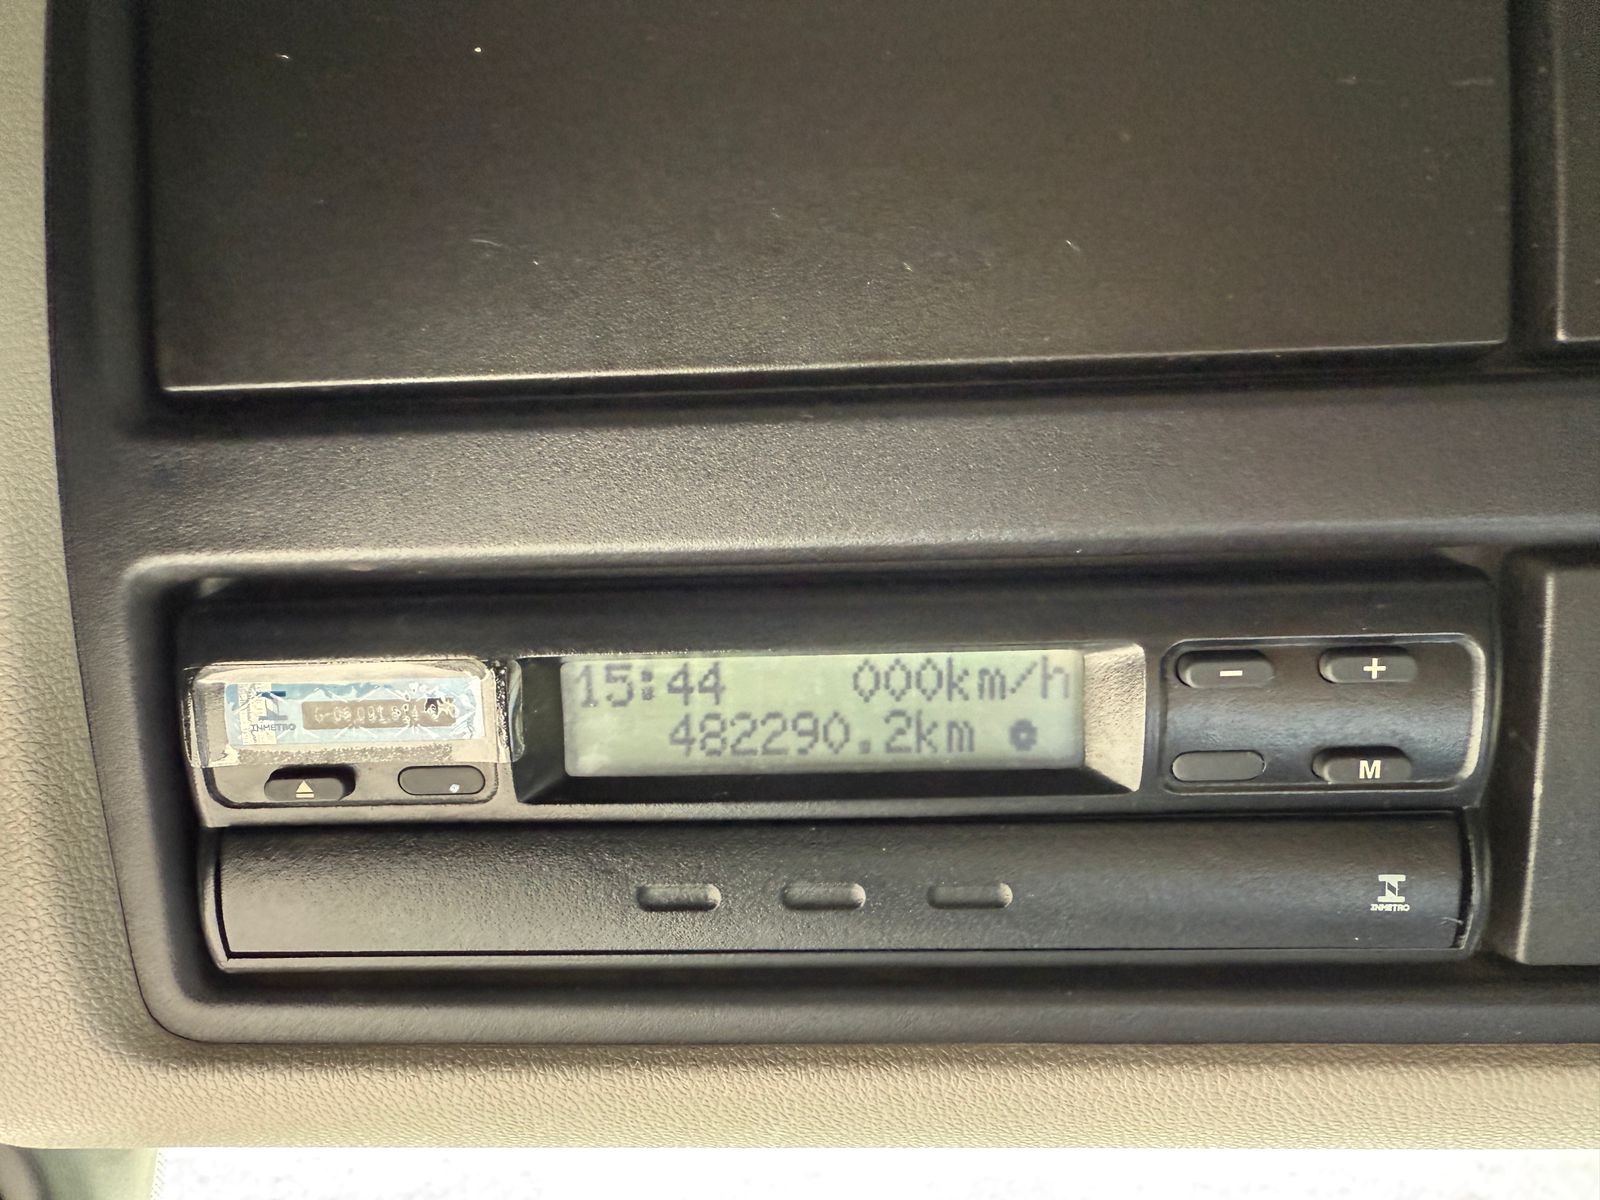 15:44 000km/h
482290.2km
INMETRO
- +
M
INMETRO